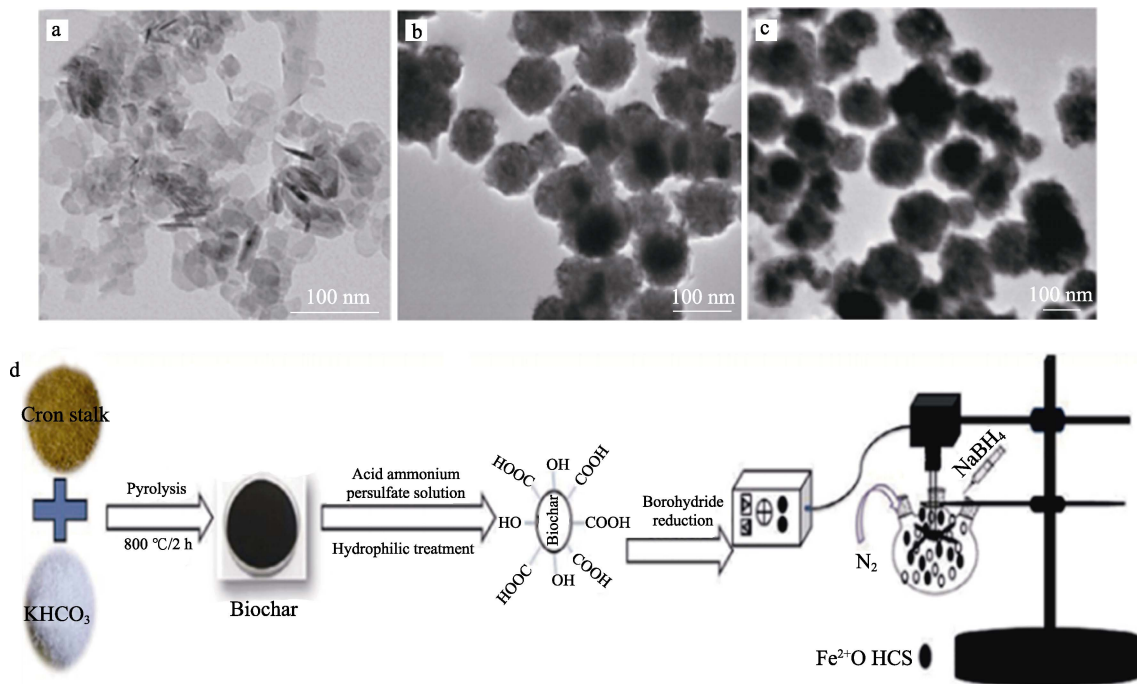 a
b
c
100 nm
100 nm
100 nm
d
Cron stalk
KHCO₃
Pyrolysis
800 ℃/2 h
Biochar
Acid ammonium
persulfate solution
Hydrophilic treatment
HOOC
OH
COOH
HO
Biochar
COOH
HOOC
OH
COOH
Borohydride
reduction
N₂
NaBH₄
Fe²⁺O HCS